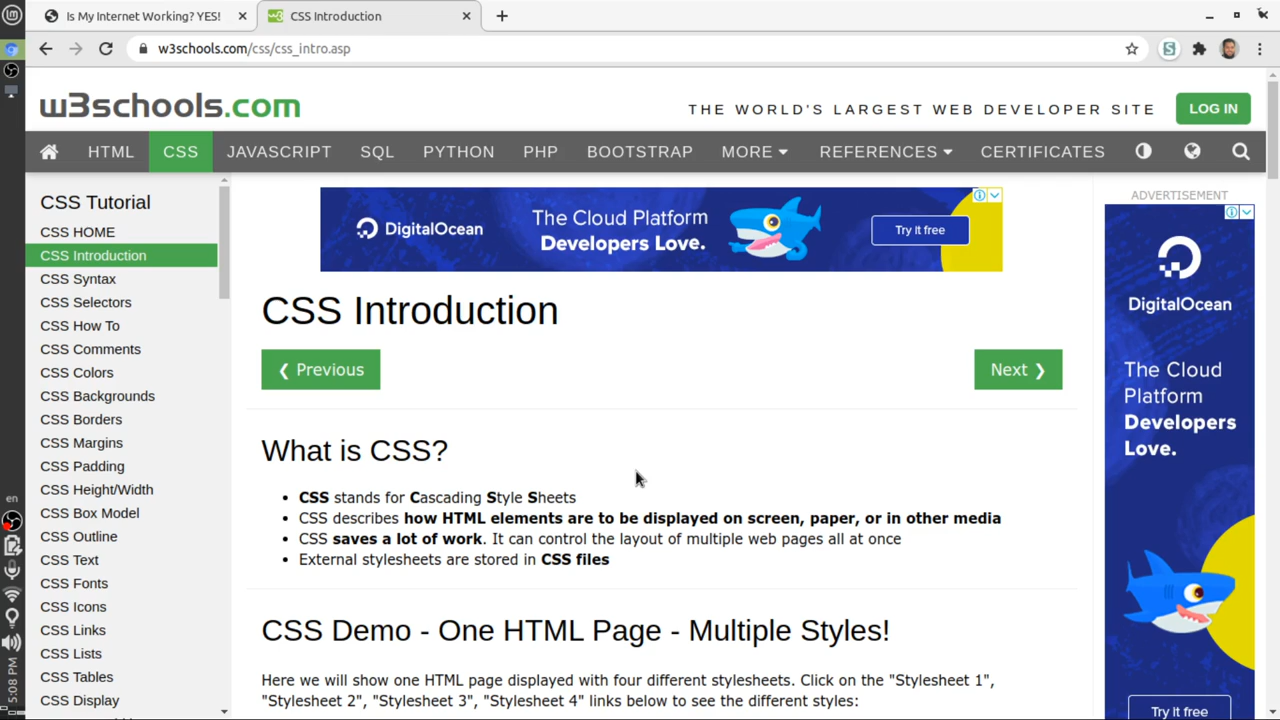 Is My Internet Working? YES!
CSS Introduction
w3schools.com/css/css_intro.asp
w3schools.com
THE WORLD'S LARGEST WEB DEVELOPER SITE
LOG IN
HTML CSS JAVASCRIPT SQL PYTHON PHP BOOTSTRAP MORE REFERENCES CERTIFICATES
CSS Tutorial
CSS HOME
CSS Introduction
CSS Syntax
CSS Selectors
CSS How To
CSS Comments
CSS Colors
CSS Backgrounds
CSS Borders
CSS Margins
CSS Padding
CSS Height/Width
CSS Box Model
CSS Outline
CSS Text
CSS Fonts
CSS Icons
CSS Links
CSS Lists
CSS Tables
CSS Display
DigitalOcean
The Cloud Platform
Developers Love.
Try it free
CSS Introduction
❮ Previous
Next ❯
What is CSS?
• CSS stands for Cascading Style Sheets
• CSS describes how HTML elements are to be displayed on screen, paper, or in other media
• CSS saves a lot of work. It can control the layout of multiple web pages all at once
• External stylesheets are stored in CSS files
CSS Demo - One HTML Page - Multiple Styles!
Here we will show one HTML page displayed with four different stylesheets. Click on the "Stylesheet 1",
"Stylesheet 2", "Stylesheet 3", "Stylesheet 4" links below to see the different styles:
ADVERTISEMENT
DigitalOcean
The Cloud
Platform
Developers
Love.
Try it free
en
5:08 PM